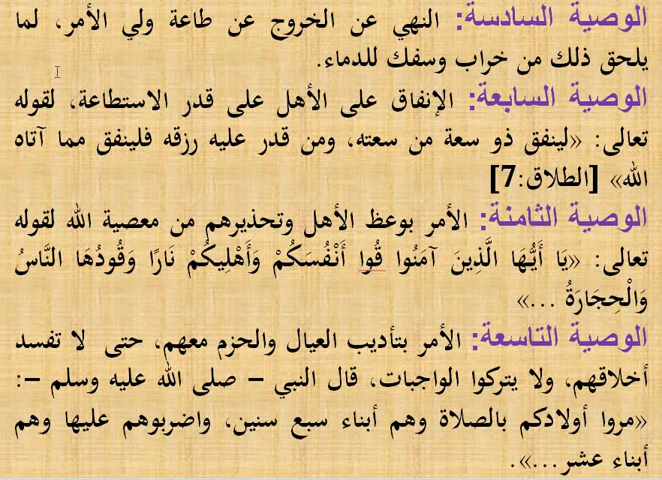 الوصية السادسة: النهي عن الخروج عن طاعة ولي الأمر، لما
يلحق ذلك من خراب وسفك للدماء.
الوصية السابعة: الإنفاق على الأهل على قدر الاستطاعة، لقوله
تعالى: «لينفق ذو سعة من سعته، ومن قدر عليه رزقه فلينفق مما آتاه
الله» [الطلاق:7]
الوصية الثامنة: الأمر بوعظ الأهل وتحذيرهم من معصية الله لقوله
تعالى: «يَا أَيُّهَا الَّذِينَ آمَنُوا قُوا أَنْفُسَكُمْ وَأَهْلِيكُمْ نَارًا وَقُودُهَا النَّاسُ
وَالْحِجَارَةُ ...»
الوصية التاسعة: الأمر بتأديب العيال والحزم معهم، حتى لا تفسد
أخلاقهم، ولا يتركوا الواجبات، قال النبي – صلى الله عليه وسلم –:
«مروا أولادكم بالصلاة وهم أبناء سبع سنين، واضربوهم عليها وهم
أبناء عشر...».